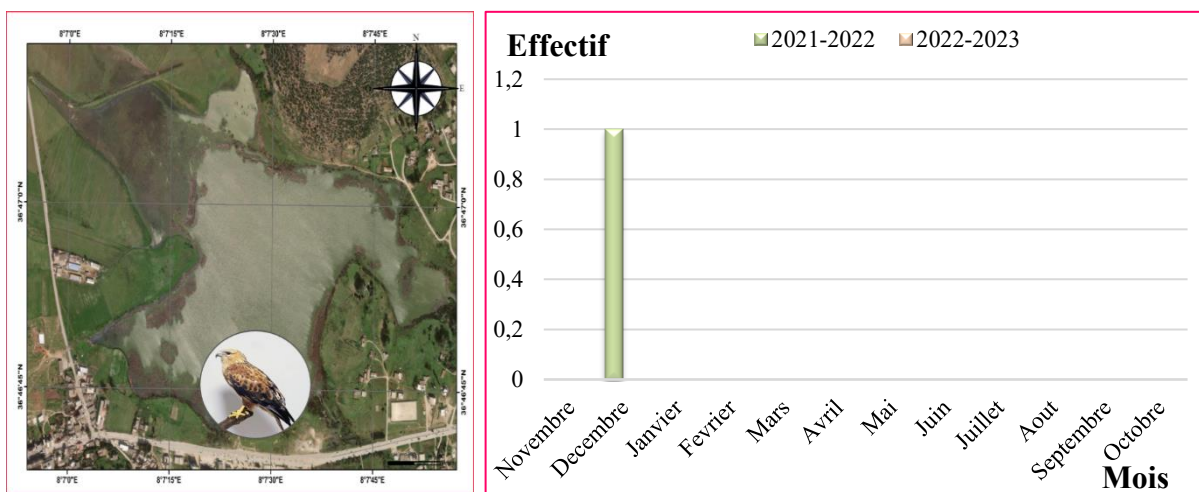 8°7'0"E 8°7'15"E 8°7'30"E 8°7'45"E
N
E
36°47'0"N 36°47'0"N
36°46'45"N 36°46'45"N
8°7'0"E 8°7'15"E 8°7'30"E 8°7'45"E
Effectif
2021-2022 2022-2023
1,2
1
0,8
0,6
0,4
0,2
0
Novembre Decembre Janvier Fevrier Mars Avril Mai Juin Juillet Aout Septembre Octobre
Mois